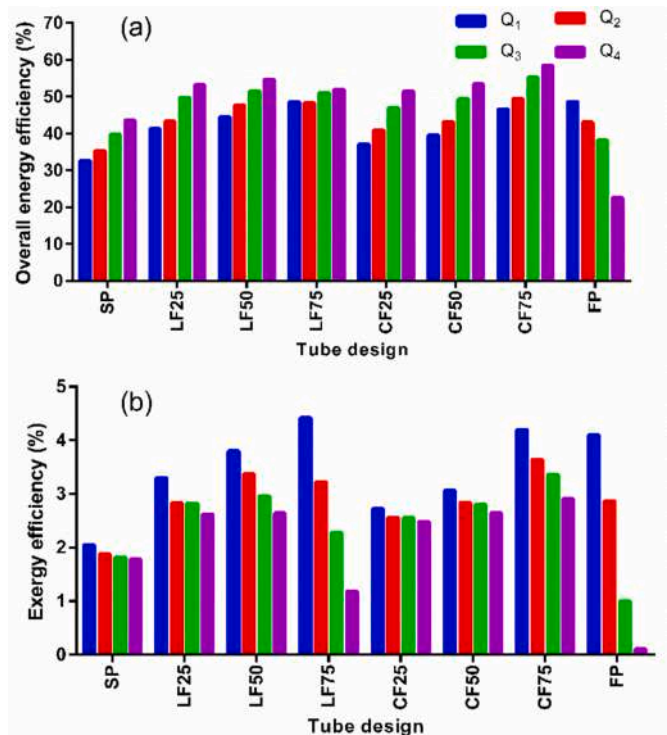 (a)
Q1
Q2
Q3
Q4
Overall energy efficiency (%)
70
60
50
40
30
20
10
0
SP
LF25
LF50
LF75
CF25
CF50
CF75
FP
Tube design
(b)
Exergy efficiency (%)
5
4
3
2
1
0
SP
LF25
LF50
LF75
CF25
CF50
CF75
FP
Tube design